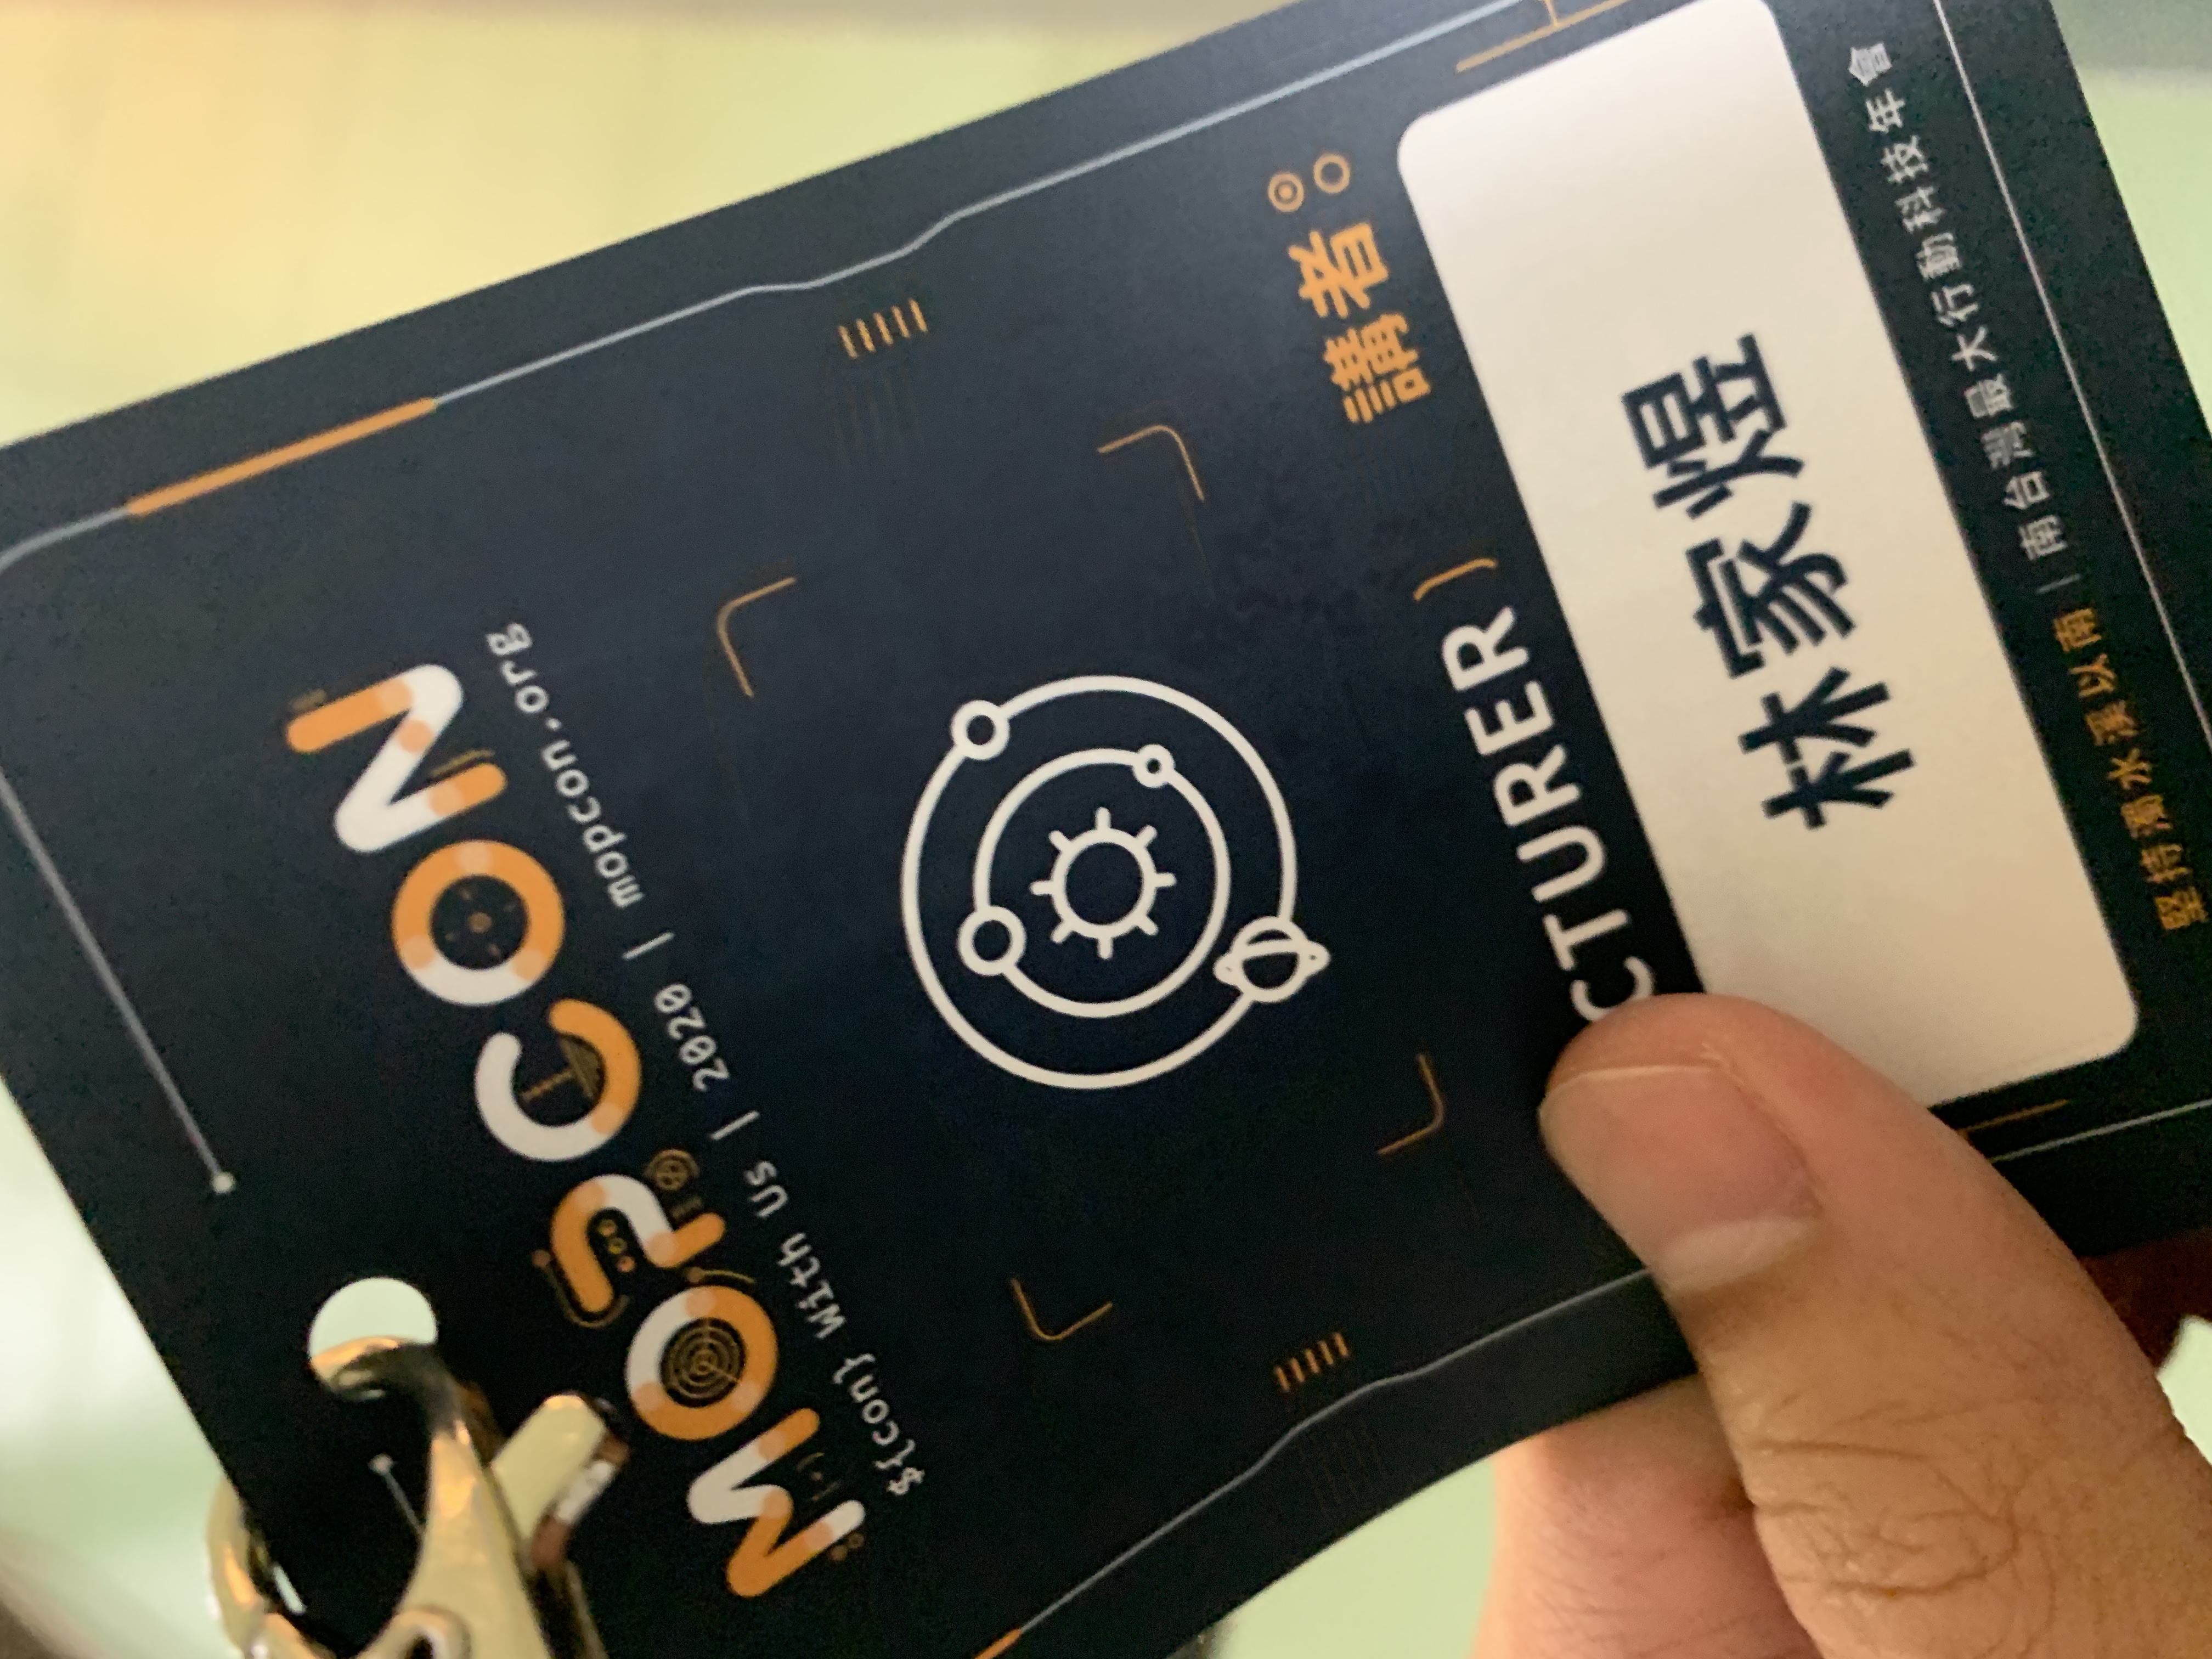 MOPCON
${con} With Us | 2020 | mopcon.org
講者
CTURER)
林家煜
堅持濁水溪以南 | 南台灣最大行動科技年會